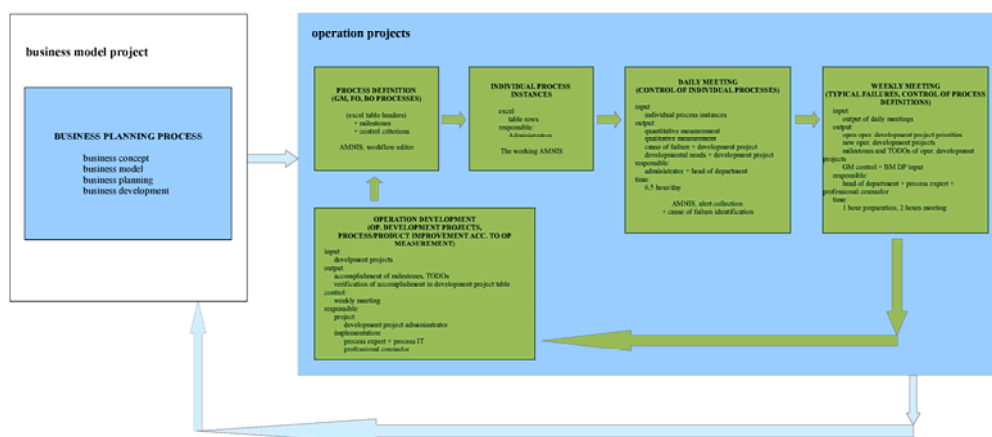 business model project
BUSINESS PLANNING PROCESS
business concept
business model
business planning
business development
operation projects
PROCESS DEFINITION
(GM, FO, BO PROCESSES)
(excel table headers)
+ milestones
+ control criterions
AMNIS, workflow editor
INDIVIDUAL PROCESS
INSTANCES
excel:
table rows
responsible:
Administrators
The working AMNIS
DAILY MEETING
(CONTROL OF INDIVIDUAL PROCESSES)
input:
individual process instances
output:
quantitative measurement
qualitative measurement
cause of failure + development project
developmental needs + development project
responsible:
administrator + head of department
time:
0,5 hour/day
AMNIS, alert collection
+ cause of failure identification
WEEKLY MEETING
(TYPICAL FAILURES, CONTROL OF PROCESS
DEFINITIONS)
input:
output of daily meetings
output:
open oper. development project priorities
new oper. development projects
milestones and TODOs of oper. development
projects
GM control + BM DP input
responsible:
head of department + process expert +
professional counselor
time:
1 hour preparation, 2 hours meeting
OPERATION DEVELOPMENT
(OP. DEVELOPMENT PROJECTS,
PROCESS/PRODUCT IMPROVEMENT ACC. TO OP
MEASUREMENT)
input:
develpment projects
output:
accomplishment of milestones, TODOs
verification of accomplishment in development project table
control:
weekly meeting
responsible:
project
development project administrator
implementation:
process expert + process IT
professional counselor